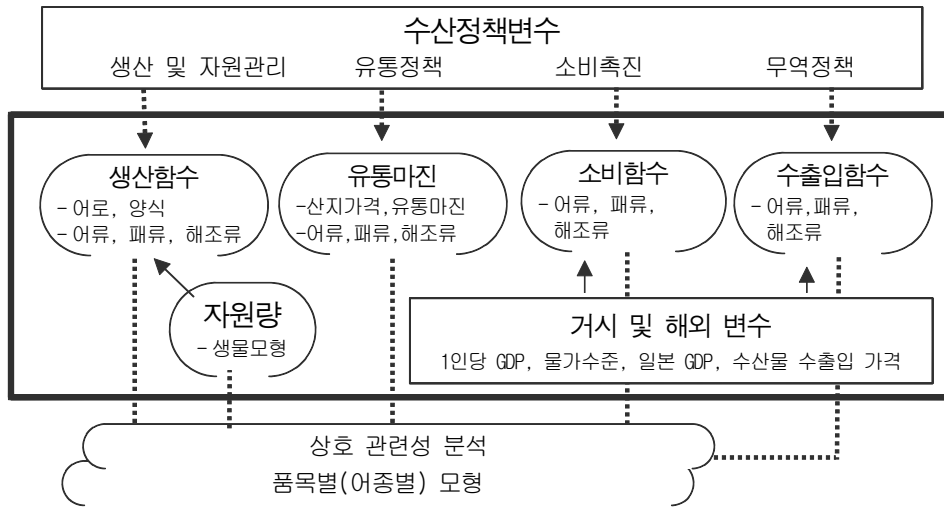 수산정책변수
생산 및 자원관리 유통정책 소비촉진 무역정책
생산함수
- 어로, 양식
- 어류, 패류, 해조류
유통마진
-산지가격,유통마진
-어류,패류,해조류
소비함수
- 어류, 패류,
해조류
수출입함수
- 어류,패류,
해조류
자원량
- 생물모형
거시 및 해외 변수
1인당 GDP, 물가수준, 일본 GDP, 수산물 수출입 가격
상호 관련성 분석
품목별(어종별) 모형